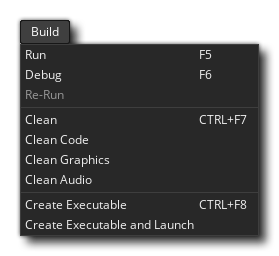 Build
Run F5
Debug F6
Re-Run
Clean CTRL+F7
Clean Code
Clean Graphics
Clean Audio
Create Executable CTRL+F8
Create Executable and Launch